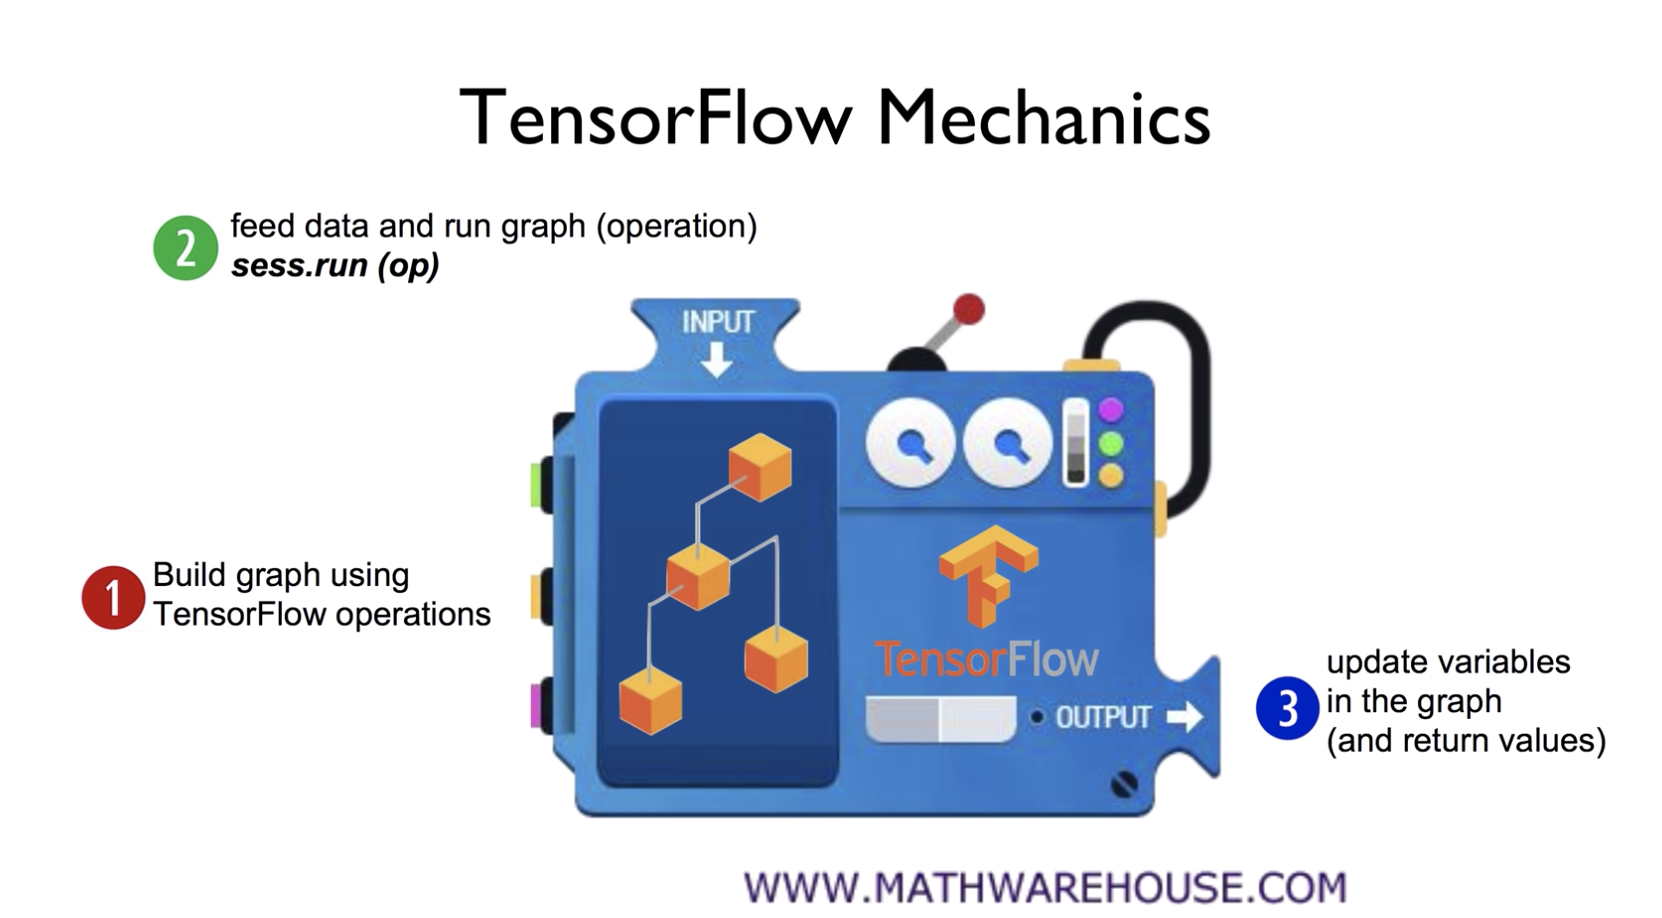 TensorFlow Mechanics
2
feed data and run graph (operation)
sess.run (op)
INPUT
1
Build graph using
TensorFlow operations
TensorFlow
OUTPUT
3
update variables
in the graph
(and return values)
WWW.MATHWAREHOUSE.COM